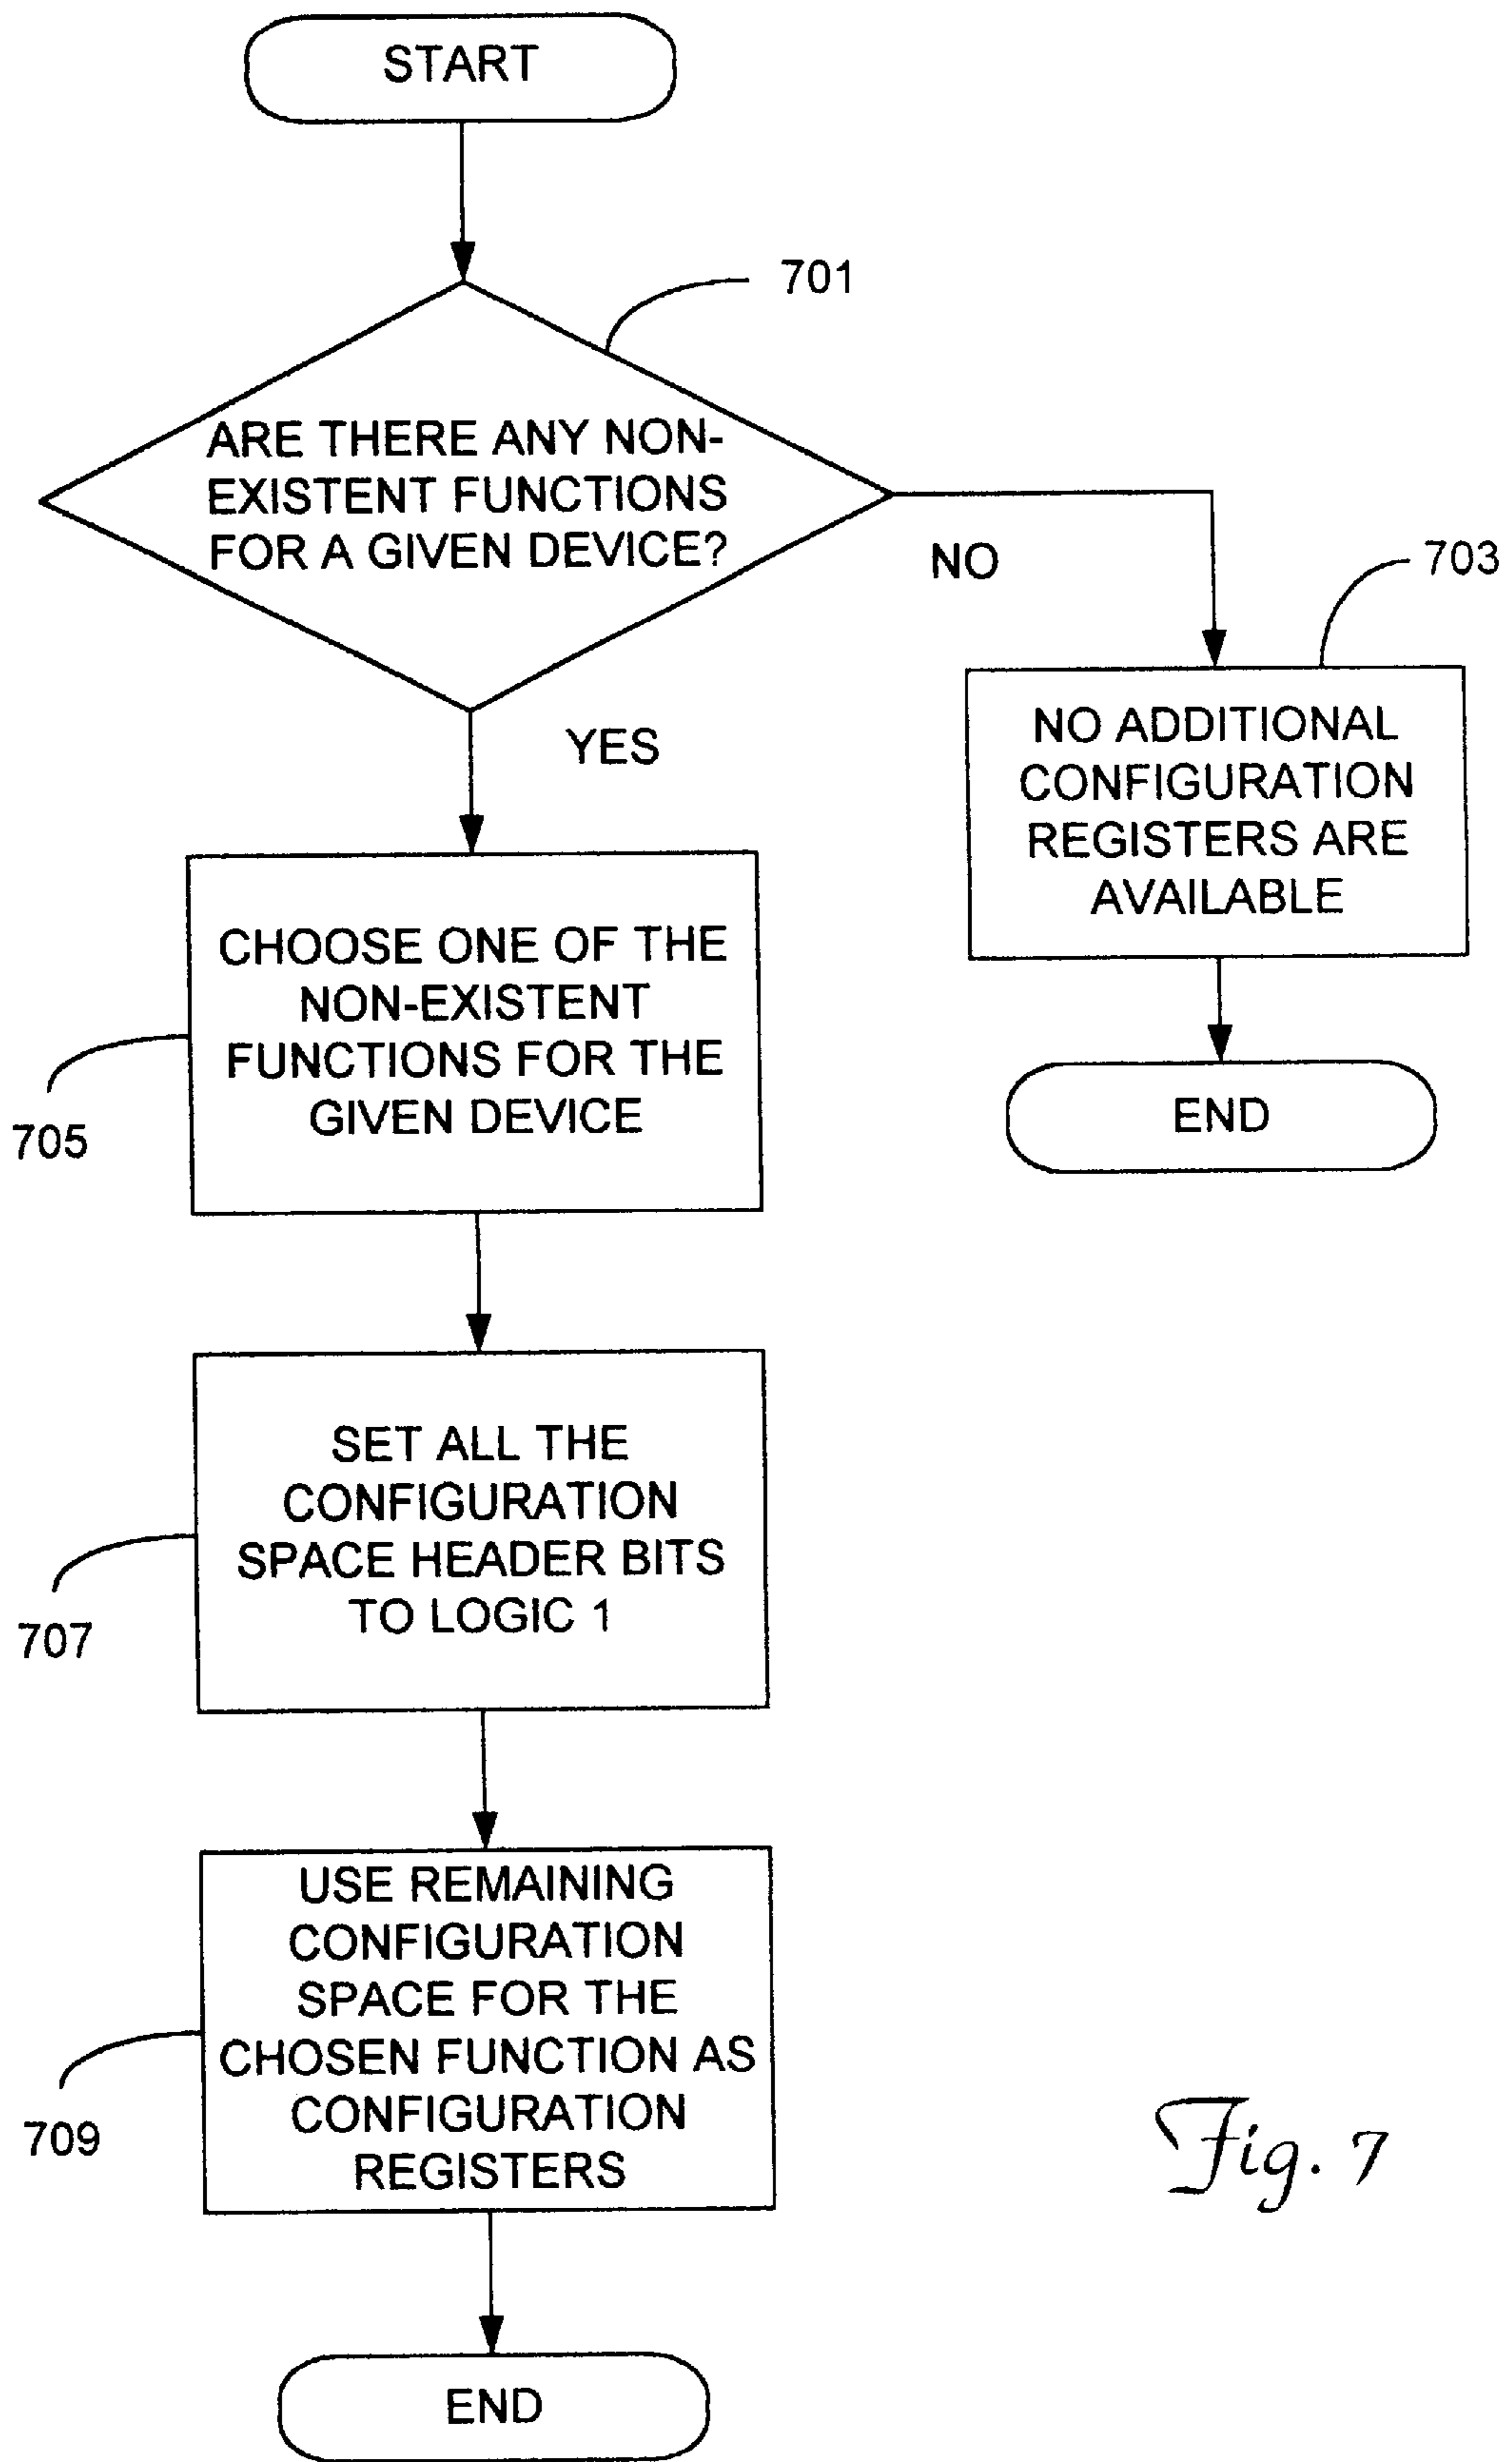 START
701
ARE THERE ANY NON-
EXISTENT FUNCTIONS
FOR A GIVEN DEVICE?
NO
703
YES
NO ADDITIONAL
CONFIGURATION
REGISTERS ARE
AVAILABLE
END
CHOOSE ONE OF THE
NON-EXISTENT
FUNCTIONS FOR THE
GIVEN DEVICE
705
SET ALL THE
CONFIGURATION
SPACE HEADER BITS
TO LOGIC 1
707
USE REMAINING
CONFIGURATION
SPACE FOR THE
CHOSEN FUNCTION AS
CONFIGURATION
REGISTERS
709
END
Fig. 7